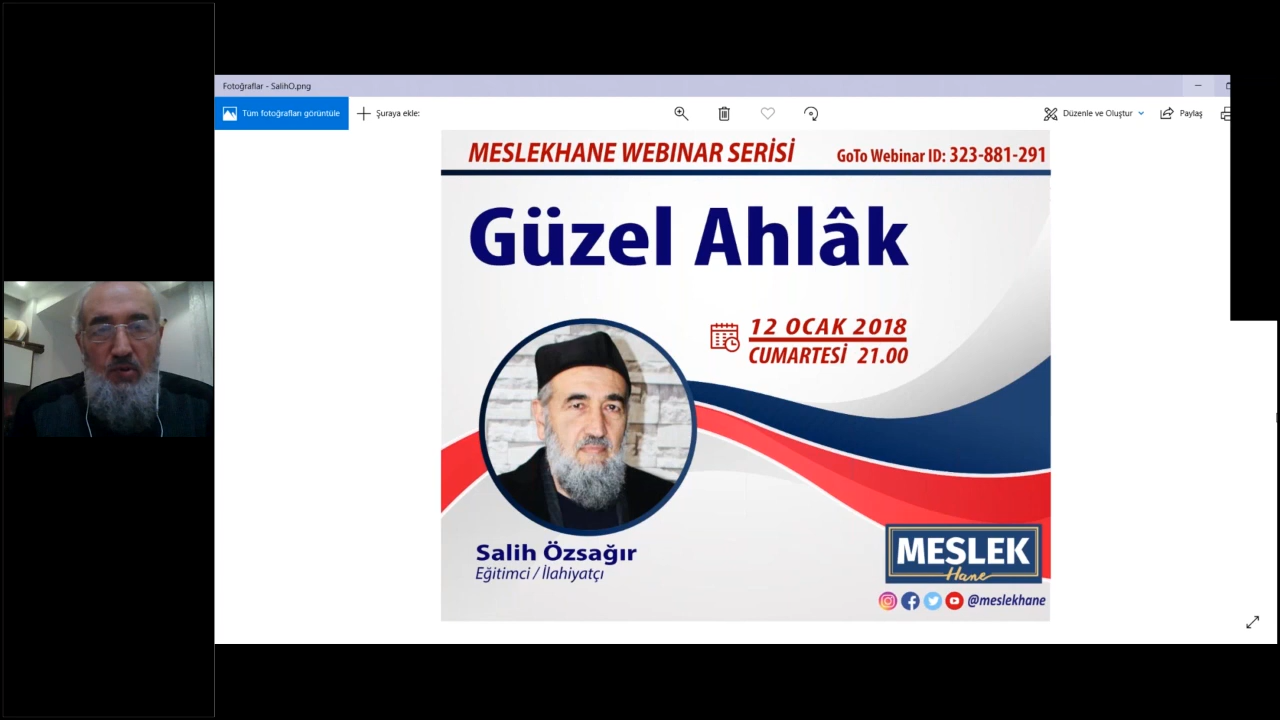 Fotoğraflar - SalihO.png
Tüm fotoğrafları görüntüle
Şuraya ekle:
Düzenle ve Oluştur
Paylaş
MESLEKHANE WEBINAR SERİSİ
GoTo Webinar ID: 323-881-291
Güzel Ahlâk
12 OCAK 2018
CUMARTESİ 21.00
Salih Özsağır
Eğitimci / İlahiyatçı
MESLEK
Hane
@meslekhane